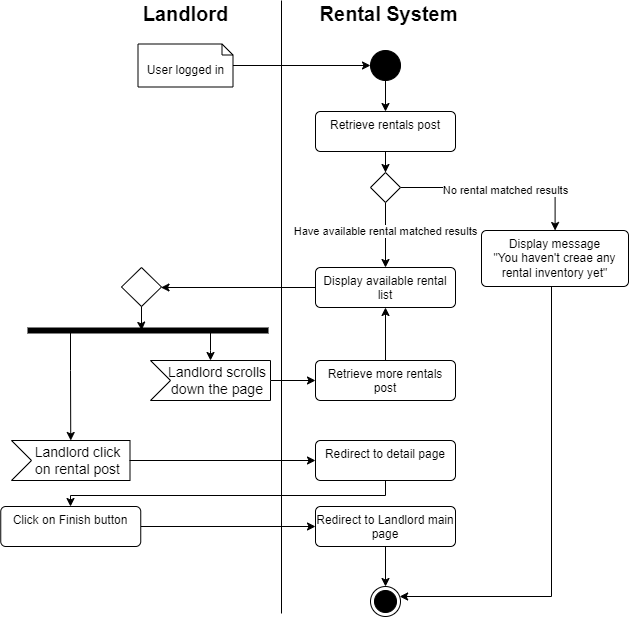 Landlord
Rental System
User logged in
Retrieve rentals post
No rental matched results
Have available rental matched results
Display message
"You haven't creae any
rental inventory yet"
Display available rental
list
Landlord scrolls
down the page
Retrieve more rentals
post
Landlord click
on rental post
Redirect to detail page
Click on Finish button
Redirect to Landlord main
page